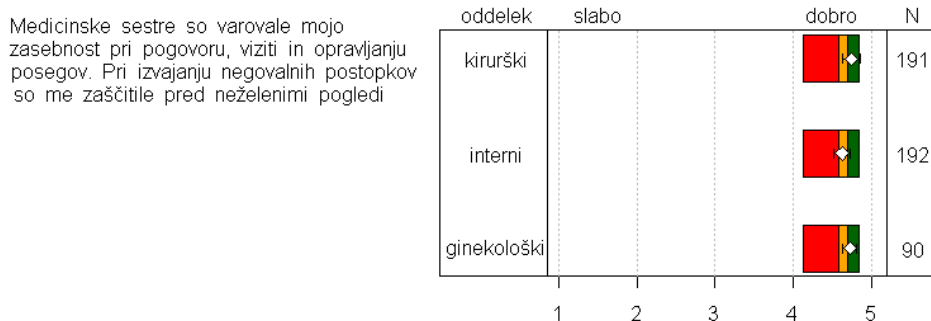 Medicinske sestre so varovale mojo
zasebnost pri pogovoru, viziti in opravljanju
posegov. Pri izvajanju negovalnih postopkov
so me zaščitile pred neželenimi pogledi
oddelek slabo dobro N
kirurški 191
interni 192
ginekološki 90
1 2 3 4 5